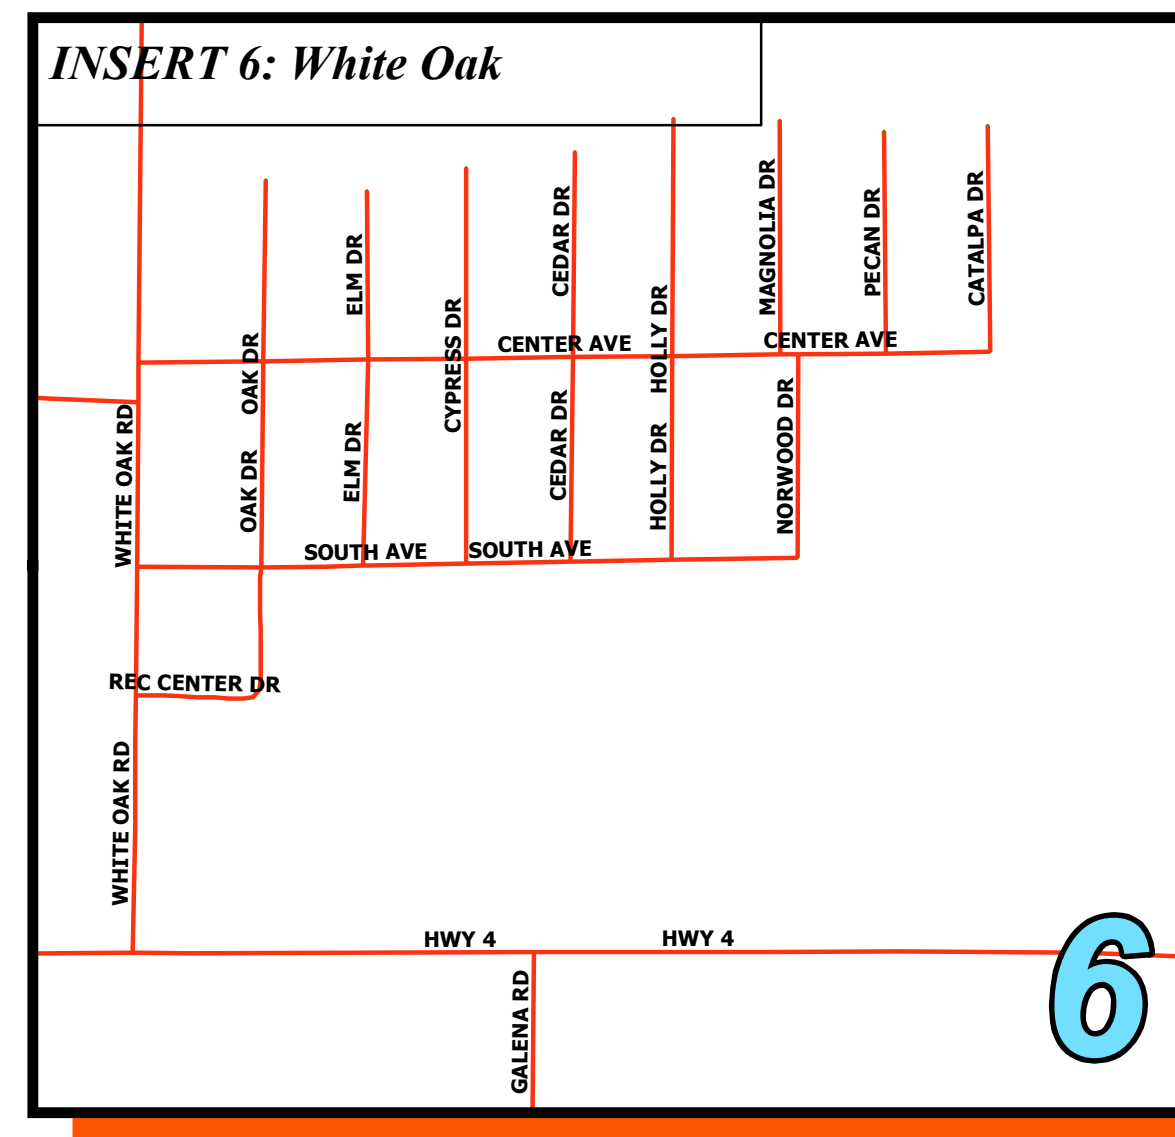 INSERT 6: White Oak
MAGNOLIA DR
CEDAR DR
PECAN DR
CATALPA DR
ELM DR
HOLLY DR
CYPRESS DR
OAK DR
CENTER AVE
CENTER AVE
WHITE OAK RD
NORWOOD DR
CEDAR DR
ELM DR
HOLLY DR
OAK DR
SOUTH AVE
SOUTH AVE
REC CENTER DR
WHITE OAK RD
HWY 4
HWY 4
GALENA RD
6